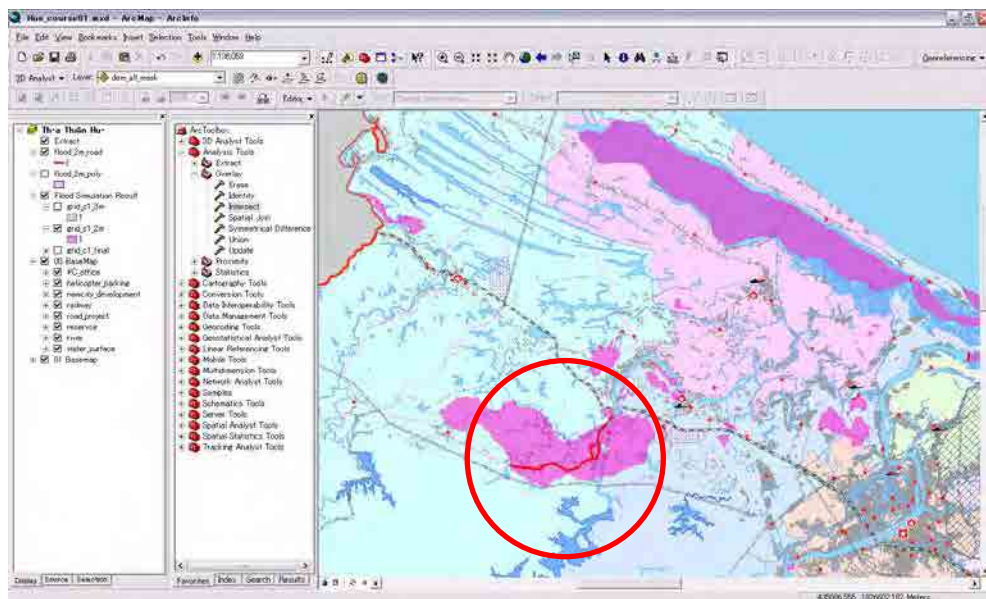 Hue_course01.mxd - ArcMap - ArcInfo
File Edit View Bookmarks Insert Selection Tools Window Help
Georeferencing
3D Analyst Layer: dem_all_mask
Editor
Extract
flood_2m_road
flood_2m_poly
Flood Simulation Result
grid_c1_3m
1
grid_c1_2m
1
grid_c1_final
05 BaseMap
PC_office
helicopter_parking
newcity_development
railway
road_project
reservoir
river
water_surface
01 Basemap
Display Source Selection
ArcToolbox
3D Analyst Tools
Analysis Tools
Extract
Overlay
Erase
Identity
Intersect
Spatial Join
Symmetrical Difference
Union
Update
Proximity
Statistics
Cartography Tools
Conversion Tools
Data Interoperability Tools
Data Management Tools
Geocoding Tools
Geostatistical Analyst Tools
Linear Referencing Tools
Mobile Tools
Multidimension Tools
Network Analyst Tools
Samples
Schematics Tools
Server Tools
Spatial Analyst Tools
Spatial Statistics Tools
Tracking Analyst Tools
Favorites Index Search Results
Meters